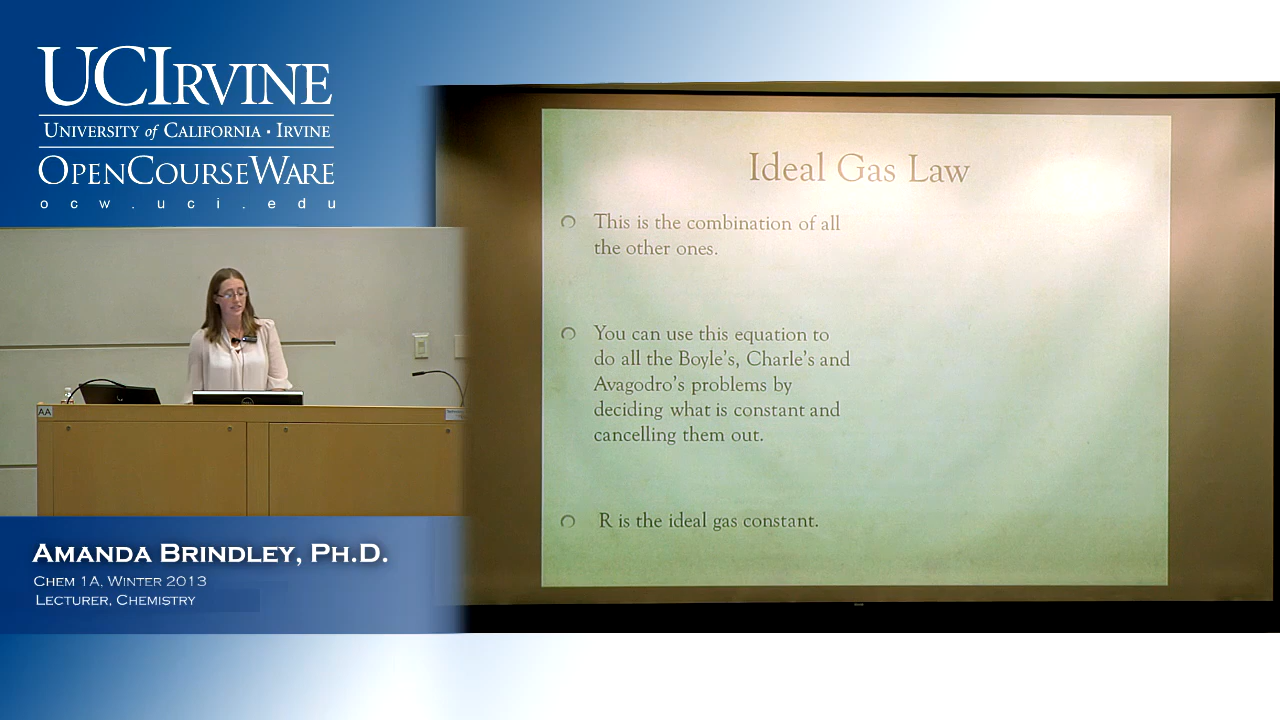 UCIRVINE
UNIVERSITY of CALIFORNIA · IRVINE
OPENCOURSEWARE
ocw.uci.edu
Ideal Gas Law
This is the combination of all
the other ones.
You can use this equation to
do all the Boyle's, Charle's and
Avagodro's problems by
deciding what is constant and
cancelling them out.
R is the ideal gas constant.
AA
AMANDA BRINDLEY, PH.D.
CHEM 1A, WINTER 2013
LECTURER, CHEMISTRY